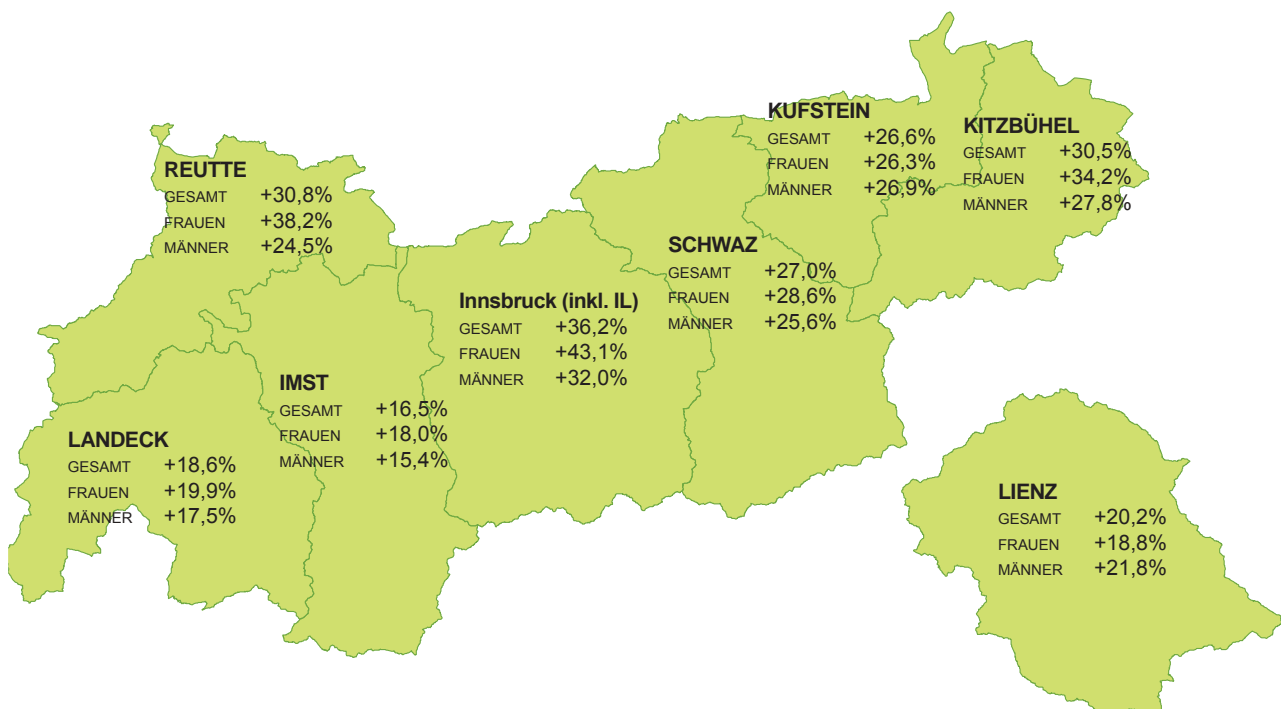 KUFSTEIN
GESAMT +26,6%
FRAUEN +26,3%
MÄNNER +26,9%
KITZBÜHEL
GESAMT +30,5%
FRAUEN +34,2%
MÄNNER +27,8%
REUTTE
GESAMT +30,8%
FRAUEN +38,2%
MÄNNER +24,5%
SCHWAZ
GESAMT +27,0%
FRAUEN +28,6%
MÄNNER +25,6%
Innsbruck (inkl. IL)
GESAMT +36,2%
FRAUEN +43,1%
MÄNNER +32,0%
IMST
GESAMT +16,5%
FRAUEN +18,0%
MÄNNER +15,4%
LANDECK
GESAMT +18,6%
FRAUEN +19,9%
MÄNNER +17,5%
LIENZ
GESAMT +20,2%
FRAUEN +18,8%
MÄNNER +21,8%